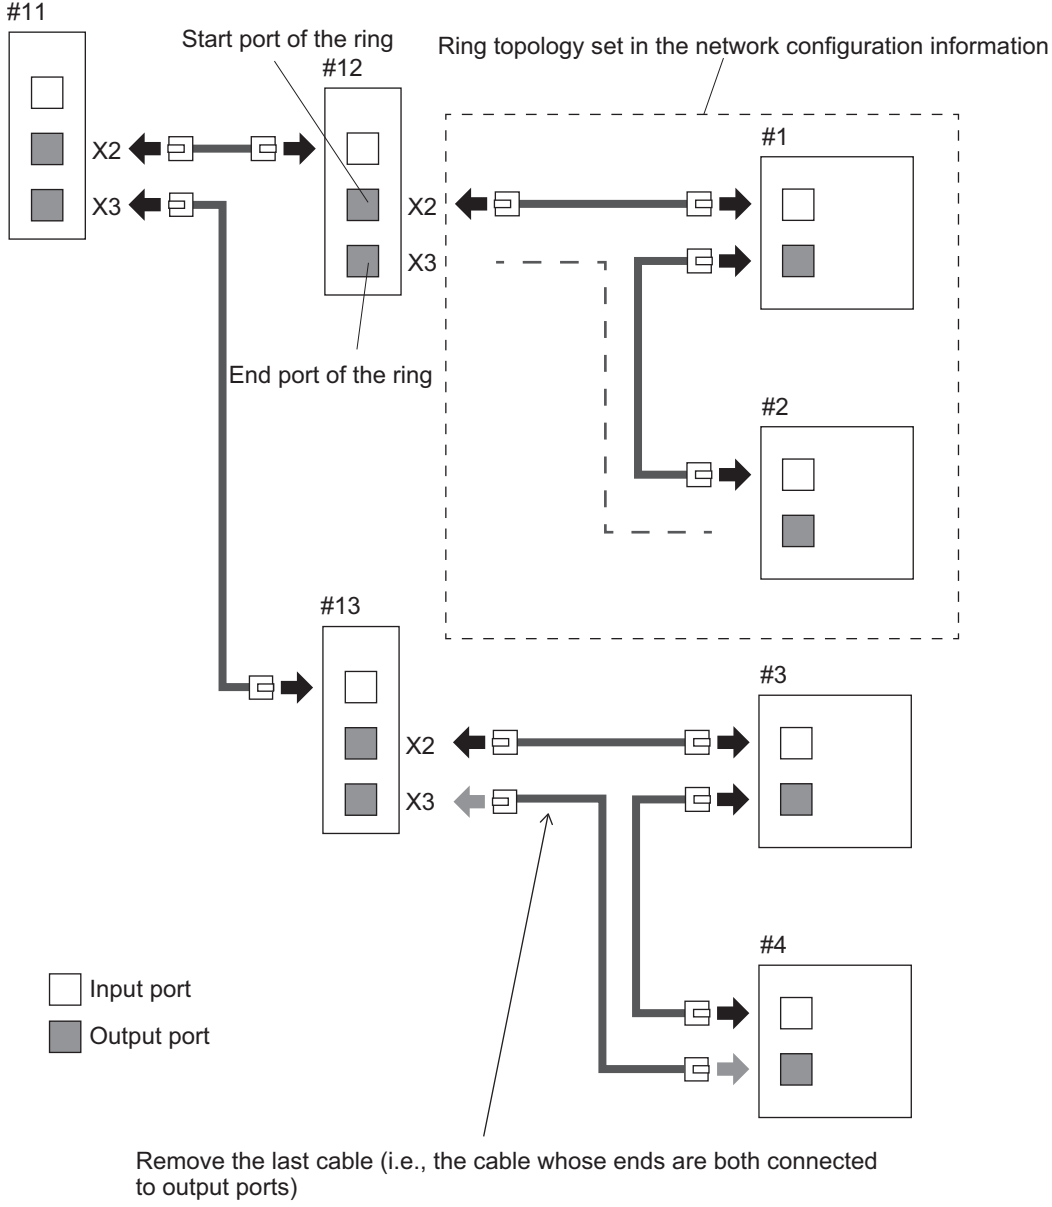 #11
Start port of the ring
Ring topology set in the network configuration information
#12
#1
X2
X3
X2
X3
End port of the ring
#2
#13
#3
X2
X3
#4
Input port
Output port
Remove the last cable (i.e., the cable whose ends are both connected
to output ports)